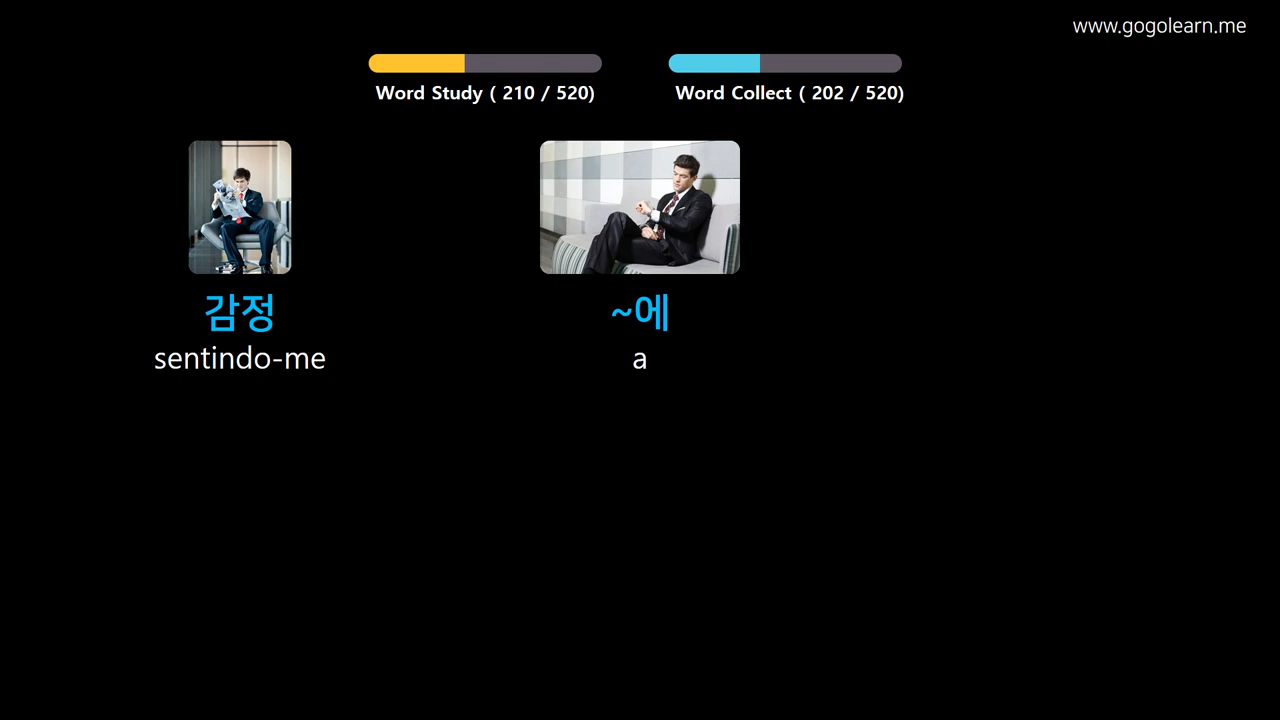 www.gogolearn.me
Word Study ( 210 / 520)
Word Collect ( 202 / 520)
감정
~에
sentindo-me
a